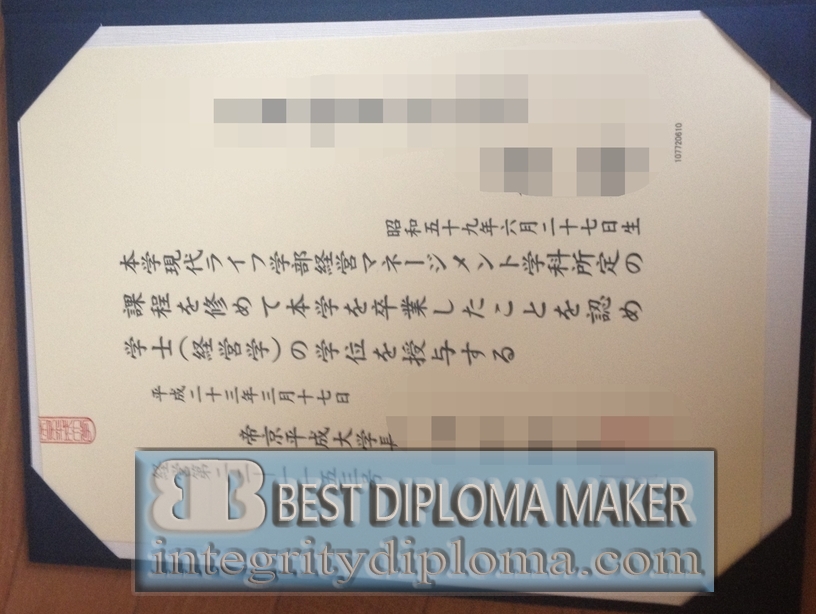 昭和五十九年六月二十七日生
本学現代ライフ学部経営マネージメント学科所定の
課程を修めて本学を卒業したことを認め
学士(経営学)の学位を授与する
平成二十三年三月十七日
帝京平成大学長
107720610
BEST DIPLOMA MAKER
integritydiploma.com